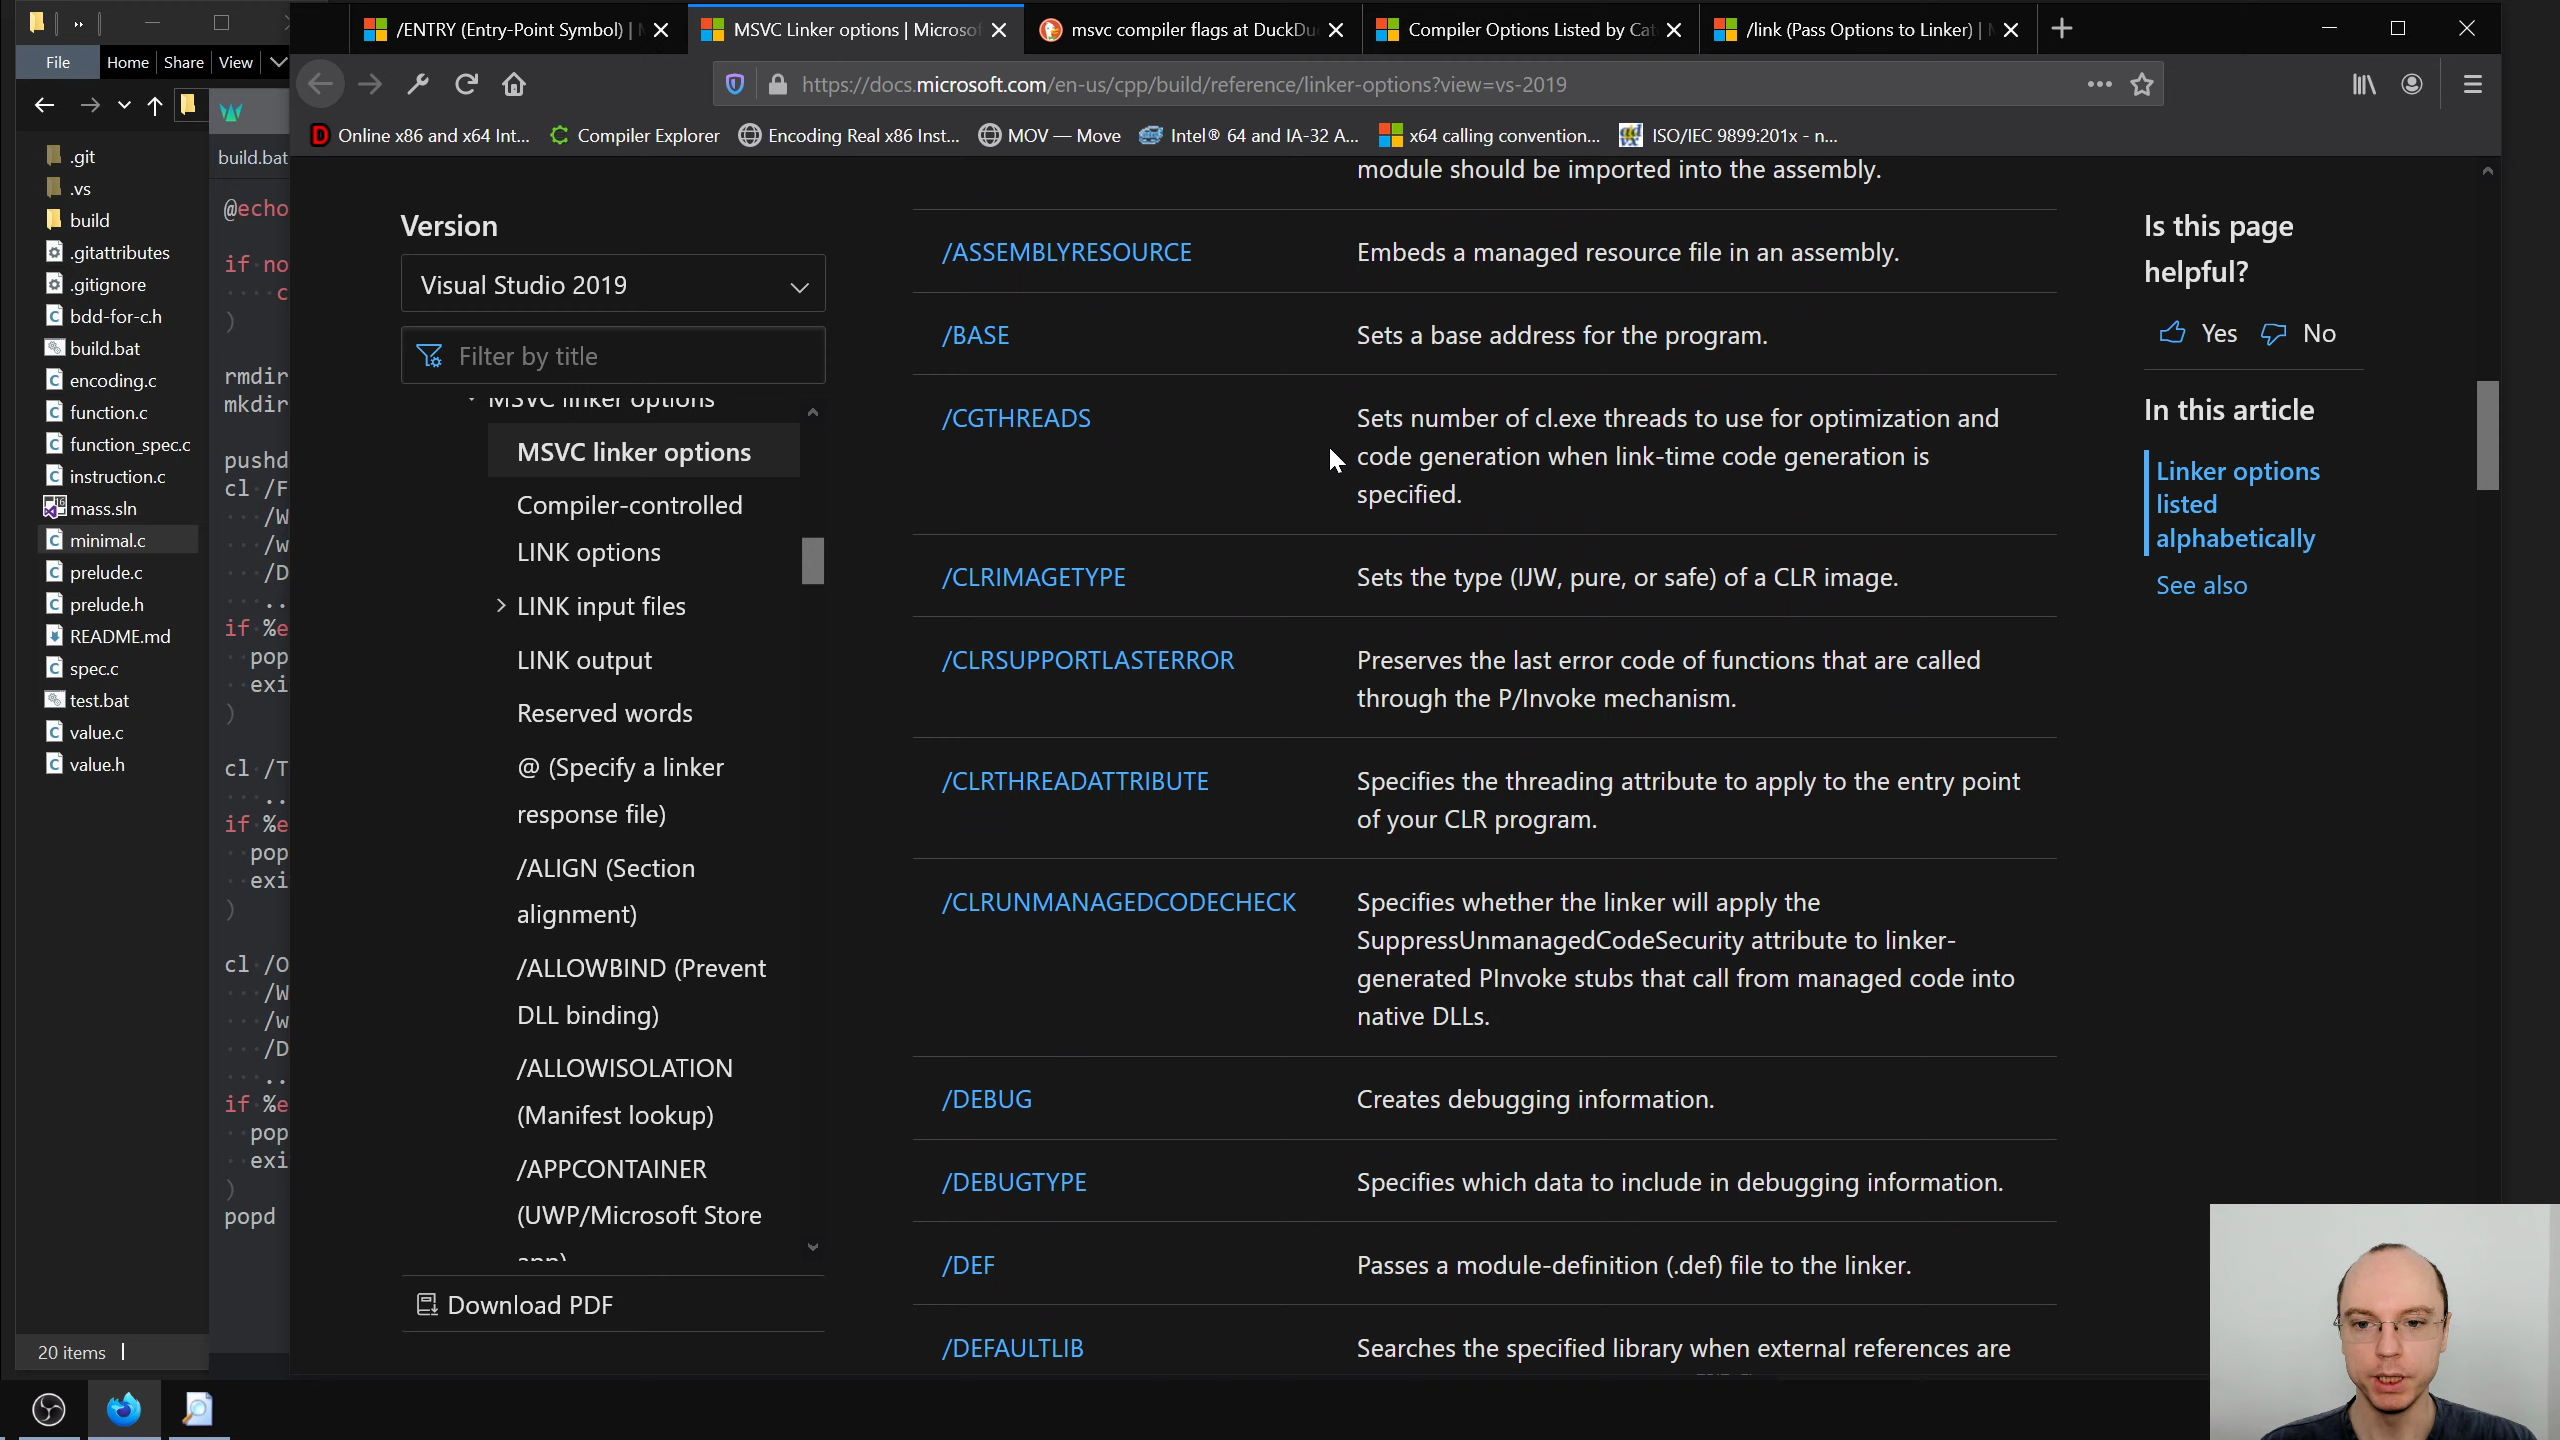 /ENTRY (Entry-Point Symbol) |
MSVC Linker options | Microso
msvc compiler flags at DuckDu
Compiler Options Listed by Cat
/link (Pass Options to Linker) |
File
Home
Share
View
https://docs.microsoft.com/en-us/cpp/build/reference/linker-options?view=vs-2019
Online x86 and x64 Int...
Compiler Explorer
Encoding Real x86 Inst...
MOV — Move
Intel® 64 and IA-32 A...
x64 calling convention...
ISO/IEC 9899:201x - n...
.git
.vs
build
.gitattributes
.gitignore
bdd-for-c.h
build.bat
encoding.c
function.c
function_spec.c
instruction.c
mass.sln
minimal.c
prelude.c
prelude.h
README.md
spec.c
test.bat
value.c
value.h
20 items
build.bat
@echo
if no
c
)
rmdir
mkdir
pushd
cl /F
/W
/w
/D
..
if %e
pop
exi
)
cl /T
..
if %e
pop
exi
)
cl /O
/W
/w
/D
..
if %e
pop
exi
)
popd
Version
Visual Studio 2019
Filter by title
MSVC linker options
MSVC linker options
Compiler-controlled
LINK options
LINK input files
LINK output
Reserved words
@ (Specify a linker
response file)
/ALIGN (Section
alignment)
/ALLOWBIND (Prevent
DLL binding)
/ALLOWISOLATION
(Manifest lookup)
/APPCONTAINER
(UWP/Microsoft Store
app)
Download PDF
module should be imported into the assembly.
/ASSEMBLYRESOURCE
Embeds a managed resource file in an assembly.
/BASE
Sets a base address for the program.
/CGTHREADS
Sets number of cl.exe threads to use for optimization and
code generation when link-time code generation is
specified.
/CLRIMAGETYPE
Sets the type (IJW, pure, or safe) of a CLR image.
/CLRSUPPORTLASTERROR
Preserves the last error code of functions that are called
through the P/Invoke mechanism.
/CLRTHREADATTRIBUTE
Specifies the threading attribute to apply to the entry point
of your CLR program.
/CLRUNMANAGEDCODECHECK
Specifies whether the linker will apply the
SuppressUnmanagedCodeSecurity attribute to linker-
generated PInvoke stubs that call from managed code into
native DLLs.
/DEBUG
Creates debugging information.
/DEBUGTYPE
Specifies which data to include in debugging information.
/DEF
Passes a module-definition (.def) file to the linker.
/DEFAULTLIB
Searches the specified library when external references are
Is this page
helpful?
Yes
No
In this article
Linker options
listed
alphabetically
See also